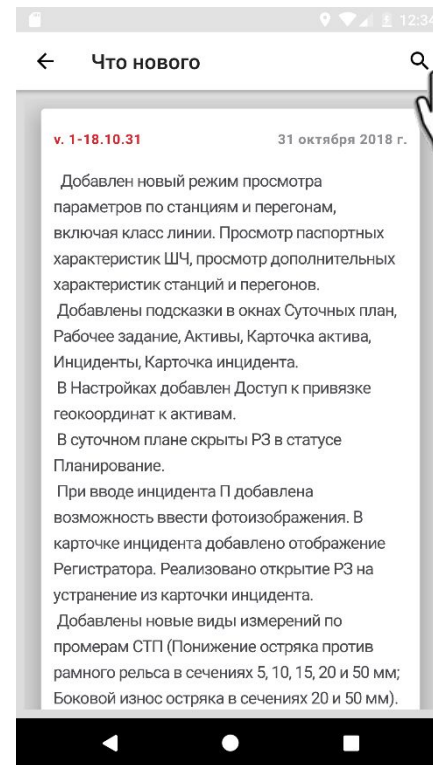 12:34
Что нового
v. 1-18.10.31 31 октября 2018 г.
Добавлен новый режим просмотра
параметров по станциям и перегонам,
включая класс линии. Просмотр паспортных
характеристик ШЧ, просмотр дополнительных
характеристик станций и перегонов.
Добавлены подсказки в окнах Суточных план,
Рабочее задание, Активы, Карточка актива,
Инциденты, Карточка инцидента.
В Настройках добавлен Доступ к привязке
геокоординат к активам.
В суточном плане скрыты РЗ в статусе
Планирование.
При вводе инцидента П добавлена
возможность ввести фотоизображения. В
карточке инцидента добавлено отображение
Регистратора. Реализовано открытие РЗ на
устранение из карточки инцидента.
Добавлены новые виды измерений по
промерам СТП (Понижение остряка против
рамного рельса в сечениях 5, 10, 15, 20 и 50 мм;
Боковой износ остряка в сечениях 20 и 50 мм).